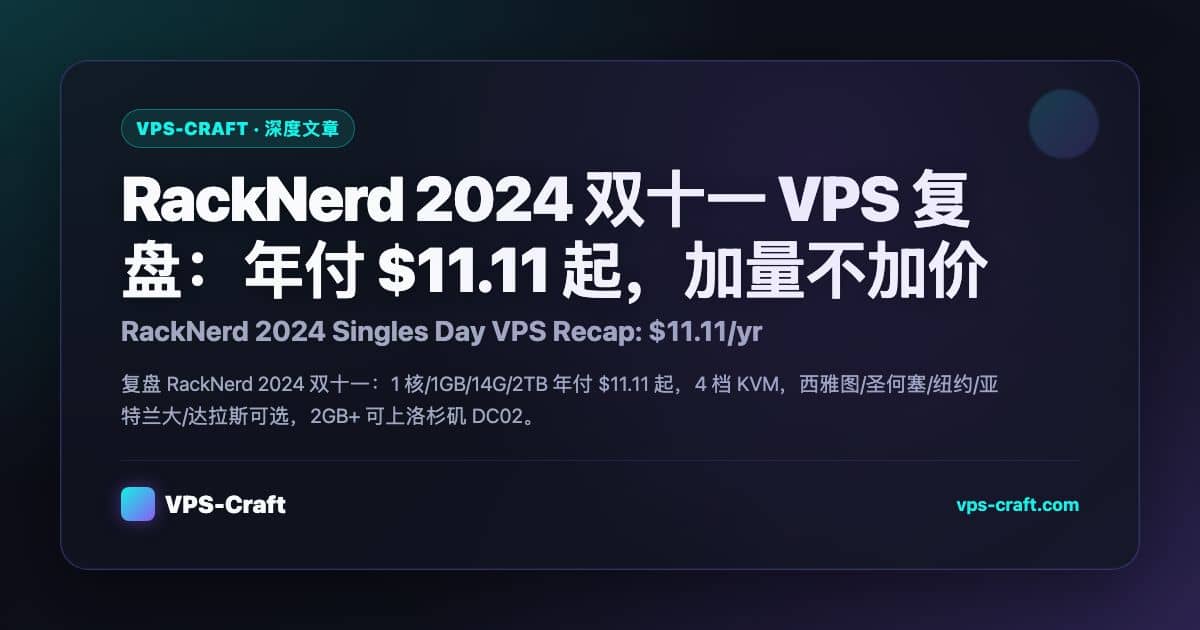 VPS-CRAFT · 深度文章
RackNerd 2024 双十一 VPS 复
盘：年付 $11.11 起，加量不加价
RackNerd 2024 Singles Day VPS Recap: $11.11/yr
复盘 RackNerd 2024 双十一：1 核/1GB/14G/2TB 年付 $11.11 起，4 档 KVM，西雅图/圣何塞/纽约/亚
特兰大/达拉斯可选，2GB+ 可上洛杉矶 DC02。
VPS-Craft
vps-craft.com